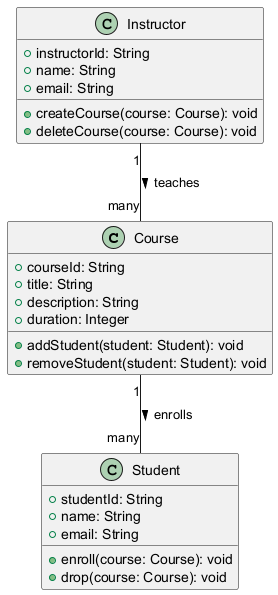 C Instructor
instructorId: String
name: String
email: String
createCourse(course: Course): void
deleteCourse(course: Course): void
1
teaches
many
C Course
courseId: String
title: String
description: String
duration: Integer
addStudent(student: Student): void
removeStudent(student: Student): void
1
enrolls
many
C Student
studentId: String
name: String
email: String
enroll(course: Course): void
drop(course: Course): void